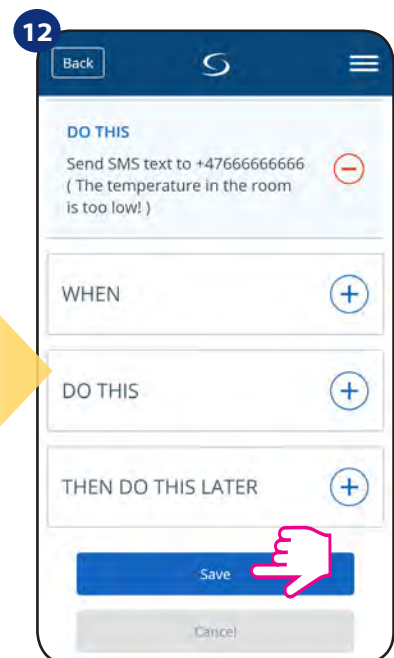 12
Back
DO THIS
Send SMS text to +47666666666
( The temperature in the room
is too low! )
WHEN
DO THIS
THEN DO THIS LATER
Save
Cancel